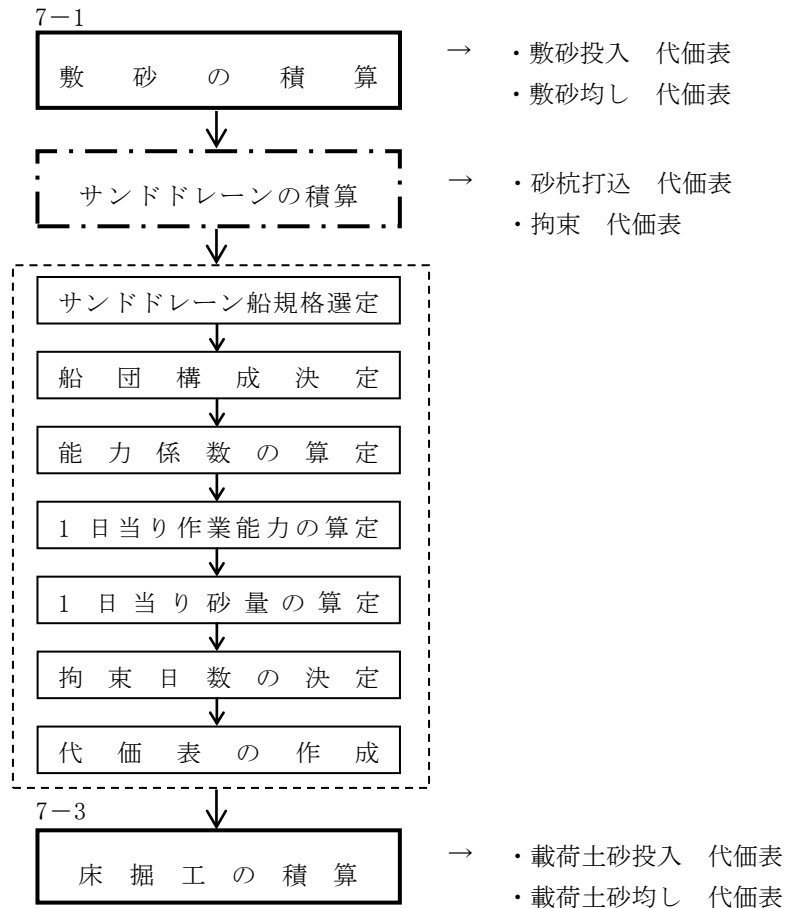 7－1
敷砂の積算
→ ・敷砂投入　代価表
・敷砂均し　代価表
サンドドレーンの積算
→ ・砂杭打込　代価表
・拘束　代価表
サンドドレーン船規格選定
船団構成決定
能力係数の算定
1日当り作業能力の算定
1日当り砂量の算定
拘束日数の決定
代価表の作成
7－3
床掘工の積算
→ ・載荷土砂投入　代価表
・載荷土砂均し　代価表